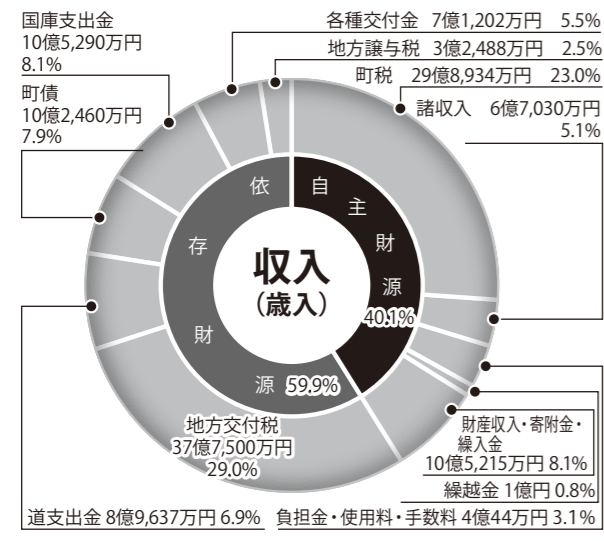 国庫支出金
10億5,290万円
8.1%
町債
10億2,460万円
7.9%
各種交付金 7億1,202万円 5.5%
地方譲与税 3億2,488万円 2.5%
町税 29億8,934万円 23.0%
諸収入 6億7,030万円
5.1%
依存財源 59.9%
自主財源
40.1%
収入
（歳入）
地方交付税
37億7,500万円
29.0%
財産収入・寄附金・
繰入金
10億5,215万円 8.1%
繰越金 1億円 0.8%
道支出金 8億9,637万円 6.9%
負担金・使用料・手数料 4億44万円 3.1%